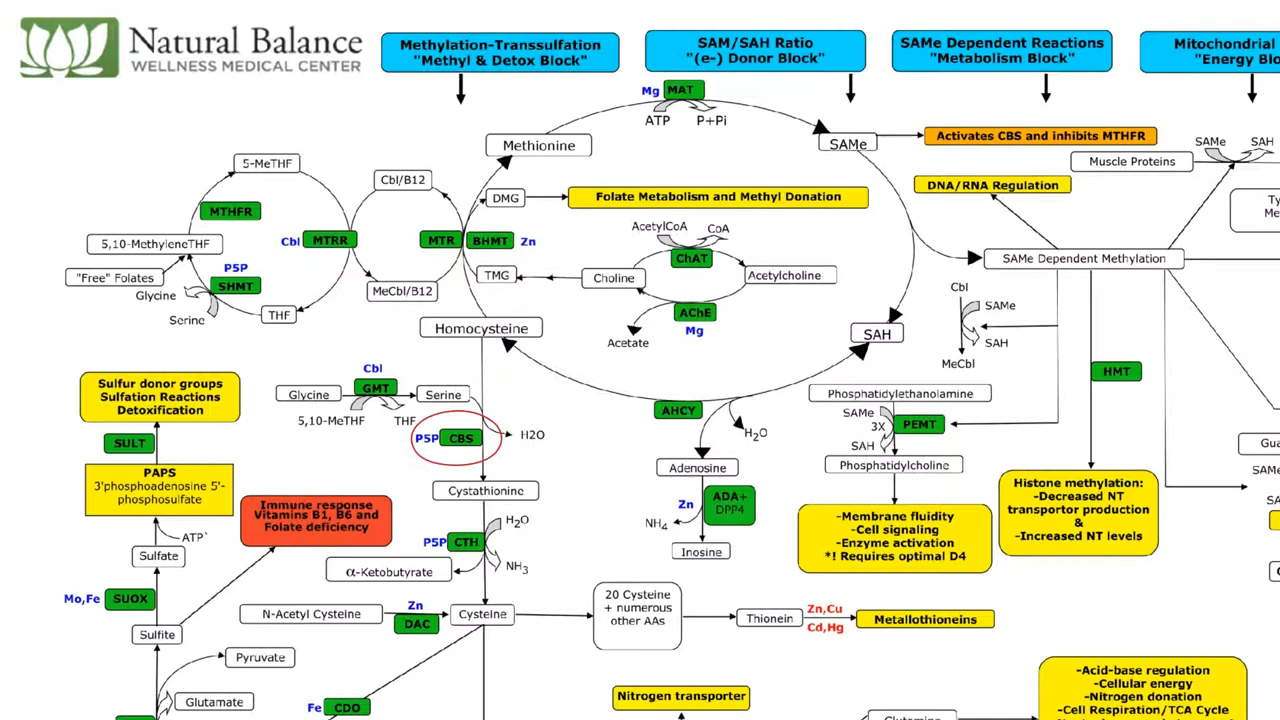 Natural Balance
WELLNESS MEDICAL CENTER
Methylation-Transsulfation
"Methyl & Detox Block"
SAM/SAH Ratio
"(e-) Donor Block"
SAMe Dependent Reactions
"Metabolism Block"
Mitochondrial
Mg
MAT
ATP
P+Pi
Methionine
SAMe
Activates CBS and inhibits MTHFR
SAMe
SAH
Muscle Proteins
5-MeTHF
Cbl/B12
DMG
Folate Metabolism and Methyl Donation
DNA/RNA Regulation
MTHFR
5,10-MethyleneTHF
Cbl
MTRR
MTR
BHMT
Zn
AcetylCoA
CoA
ChAT
SAMe Dependent Methylation
"Free" Folates
P5P
SHMT
Glycine
Serine
THF
MeCbl/B12
TMG
Choline
Acetylcholine
AChE
Mg
Acetate
Homocysteine
SAH
Cbl
SAMe
SAH
MeCbl
HMT
Sulfur donor groups
Sulfation Reactions
Detoxification
Cbl
Glycine
GMT
Serine
5,10-MeTHF
THF
P5P
CBS
H2O
AHCY
H2O
Phosphatidylethanolamine
SAMe
3X
PEMT
SAH
Phosphatidylcholine
SULT
PAPS
3'phosphoadenosine 5'-
phosphosulfate
Cystathionine
Adenosine
Zn
ADA+
DPP4
NH4
Inosine
Histone methylation:
-Decreased NT
transportor production
&
-Increased NT levels
Immune response
Vitamins B1, B6 and
Folate deficiency
-Membrane fluidity
-Cell signaling
-Enzyme activation
*! Requires optimal D4
ATP`
Sulfate
H2O
P5P
CTH
NH3
α-Ketobutyrate
Mo,Fe
SUOX
Sulfite
N-Acetyl Cysteine
Zn
DAC
Cysteine
20 Cysteine
+ numerous
other AAs
Thionein
Zn,Cu
Cd,Hg
Metallothioneins
Pyruvate
Glutamate
Fe
CDO
Nitrogen transporter
-Acid-base regulation
-Cellular energy
-Nitrogen donation
-Cell Respiration/TCA Cycle